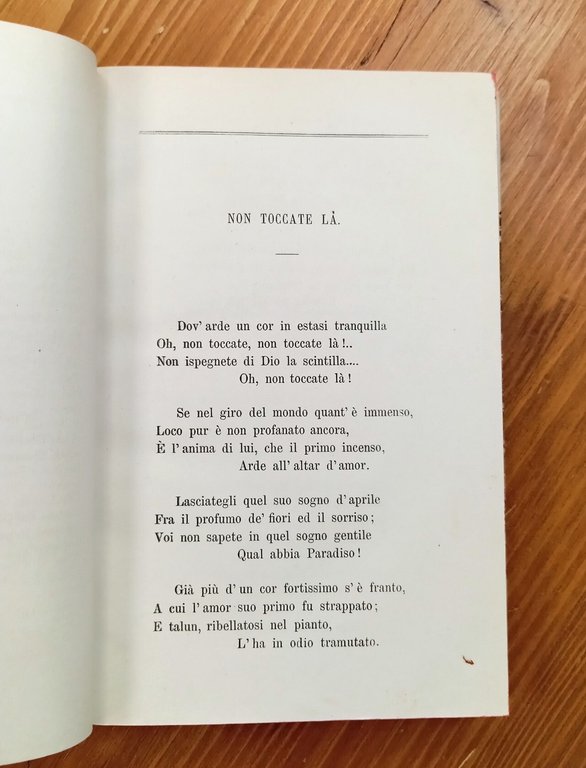 NON TOCCATE LÀ.
Dov' arde un cor in estasi tranquilla
Oh, non toccate, non toccate là!..
Non ispegnete di Dio la scintilla....
Oh, non toccate là!
Se nel giro del mondo quant' è immenso,
Loco pur è non profanato ancora,
È l'anima di lui, che il primo incenso,
Arde all' altar d'amor.
Lasciategli quel suo sogno d'aprile
Fra il profumo de' fiori ed il sorriso;
Voi non sapete in quel sogno gentile
Qual abbia Paradiso!
Già più d' un cor fortissimo s'è franto,
A cui l'amor suo primo fu strappato;
E talun, ribellatosi nel pianto,
L'ha in odio tramutato.